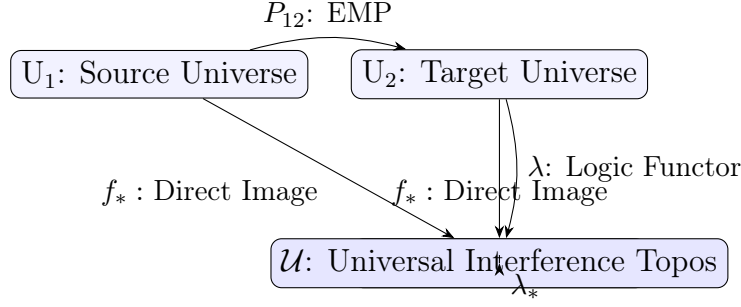 P₁₂: EMP
U₁: Source Universe
U₂: Target Universe
λ: Logic Functor
f∗ : Direct Image
f∗ : Direct Image
𝒰: Universal Interference Topos
λ∗